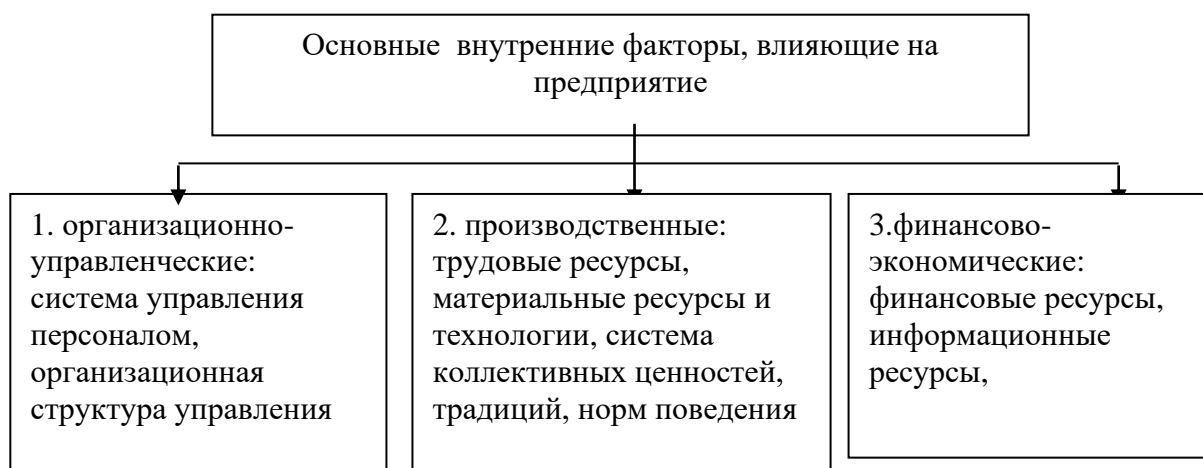 Основные внутренние факторы, влияющие на
предприятие
1. организационно-
управленческие:
система управления
персоналом,
организационная
структура управления
2. производственные:
трудовые ресурсы,
материальные ресурсы и
технологии, система
коллективных ценностей,
традиций, норм поведения
3.финансово-
экономические:
финансовые ресурсы,
информационные
ресурсы,